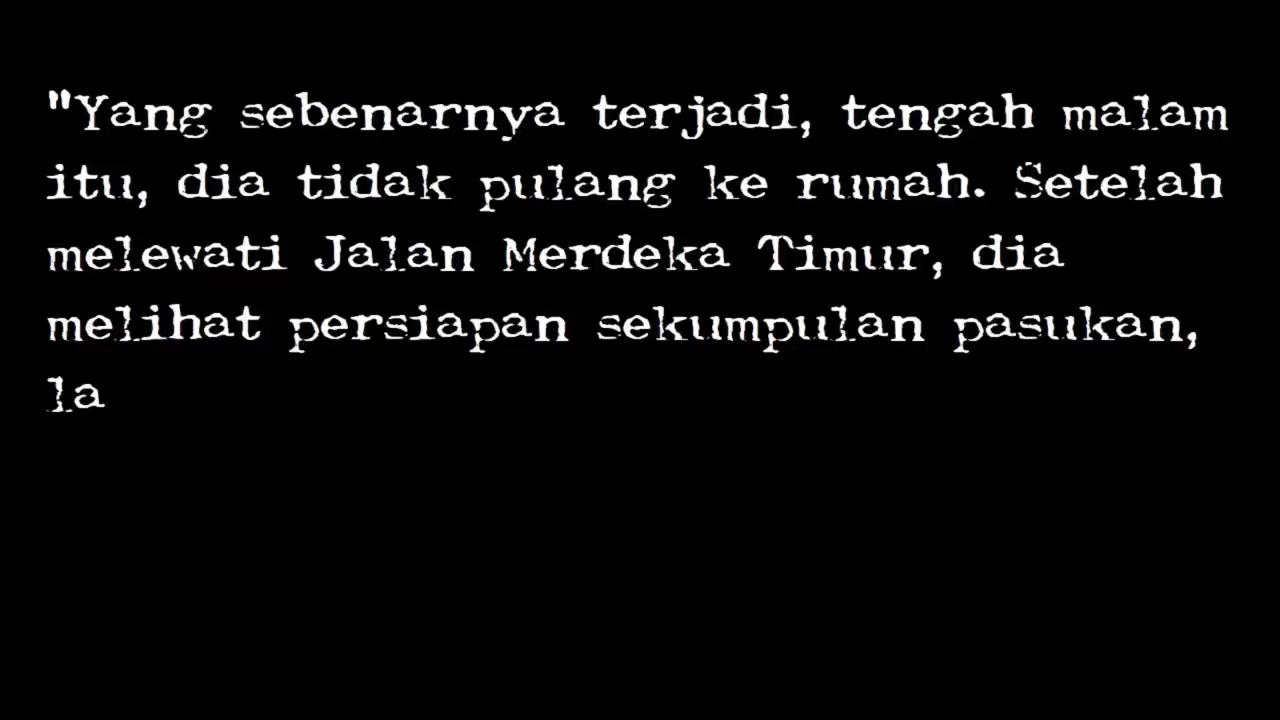 "Yang sebenarnya terjadi, tengah malam
itu, dia tidak pulang ke rumah. Setelah
melewati Jalan Merdeka Timur, dia
melihat persiapan sekumpulan pasukan,
la